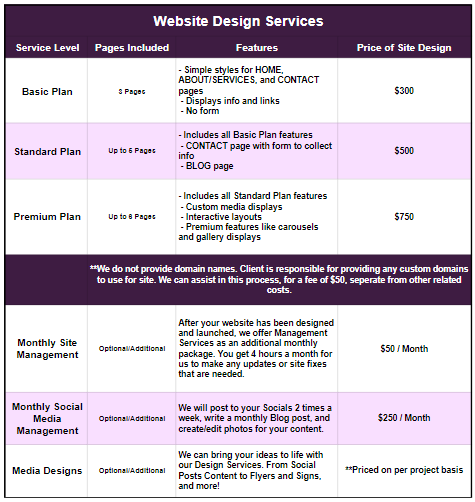 Website Design Services
Service Level Pages Included Features Price of Site Design
Basic Plan
3 Pages
- Simple styles for HOME,
ABOUT/SERVICES, and CONTACT
pages
- Displays info and links
- No form
$300
Standard Plan
Up to 5 Pages
- Includes all Basic Plan features
- CONTACT page with form to collect
info
- BLOG page
$500
Premium Plan
Up to 6 Pages
- Includes all Standard Plan features
- Custom media displays
- Interactive layouts
- Premium features like carousels
and gallery displays
$750
**We do not provide domain names. Client is responsible for providing any custom domains
to use for site. We can assist in this process, for a fee of $50, seperate from other related
costs.
Monthly Site
Management
Optional/Additional
After your website has been designed
and launched, we offer Management
Services as an additional monthly
package. You get 4 hours a month for
us to make any updates or site fixes
that are needed.
$50 / Month
Monthly Social
Media
Management
Optional/Additional
We will post to your Socials 2 times a
week, write a monthly Blog post, and
create/edit photos for your content.
$250 / Month
Media Designs
Optional/Additional
We can bring your ideas to life with
our Design Services. From Social
Posts Content to Flyers and Signs,
and more!
**Priced on per project basis